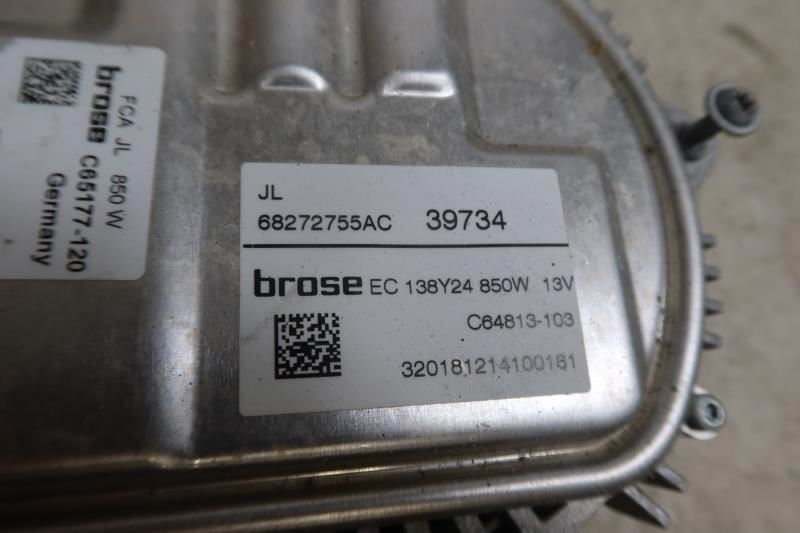 FCA JL 850 W
brose C65177-120
Germany
JL
68272755AC 39734
brose EC 138Y24 850W 13V
C64813-103
320181214100161